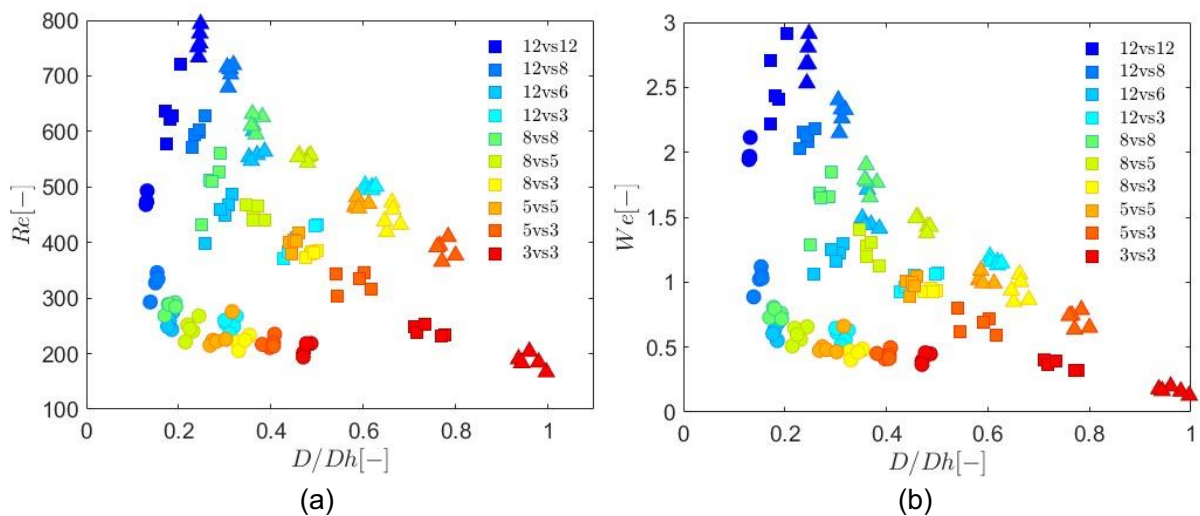 800
700
600
500
400
300
200
100
Re[−]
0
0.2
0.4
0.6
0.8
1
D/Dh[−]
12vs12
12vs8
12vs6
12vs3
8vs8
8vs5
8vs3
5vs5
5vs3
3vs3
(a)
3
2.5
2
1.5
1
0.5
0
We[−]
0
0.2
0.4
0.6
0.8
1
D/Dh[−]
12vs12
12vs8
12vs6
12vs3
8vs8
8vs5
8vs3
5vs5
5vs3
3vs3
(b)